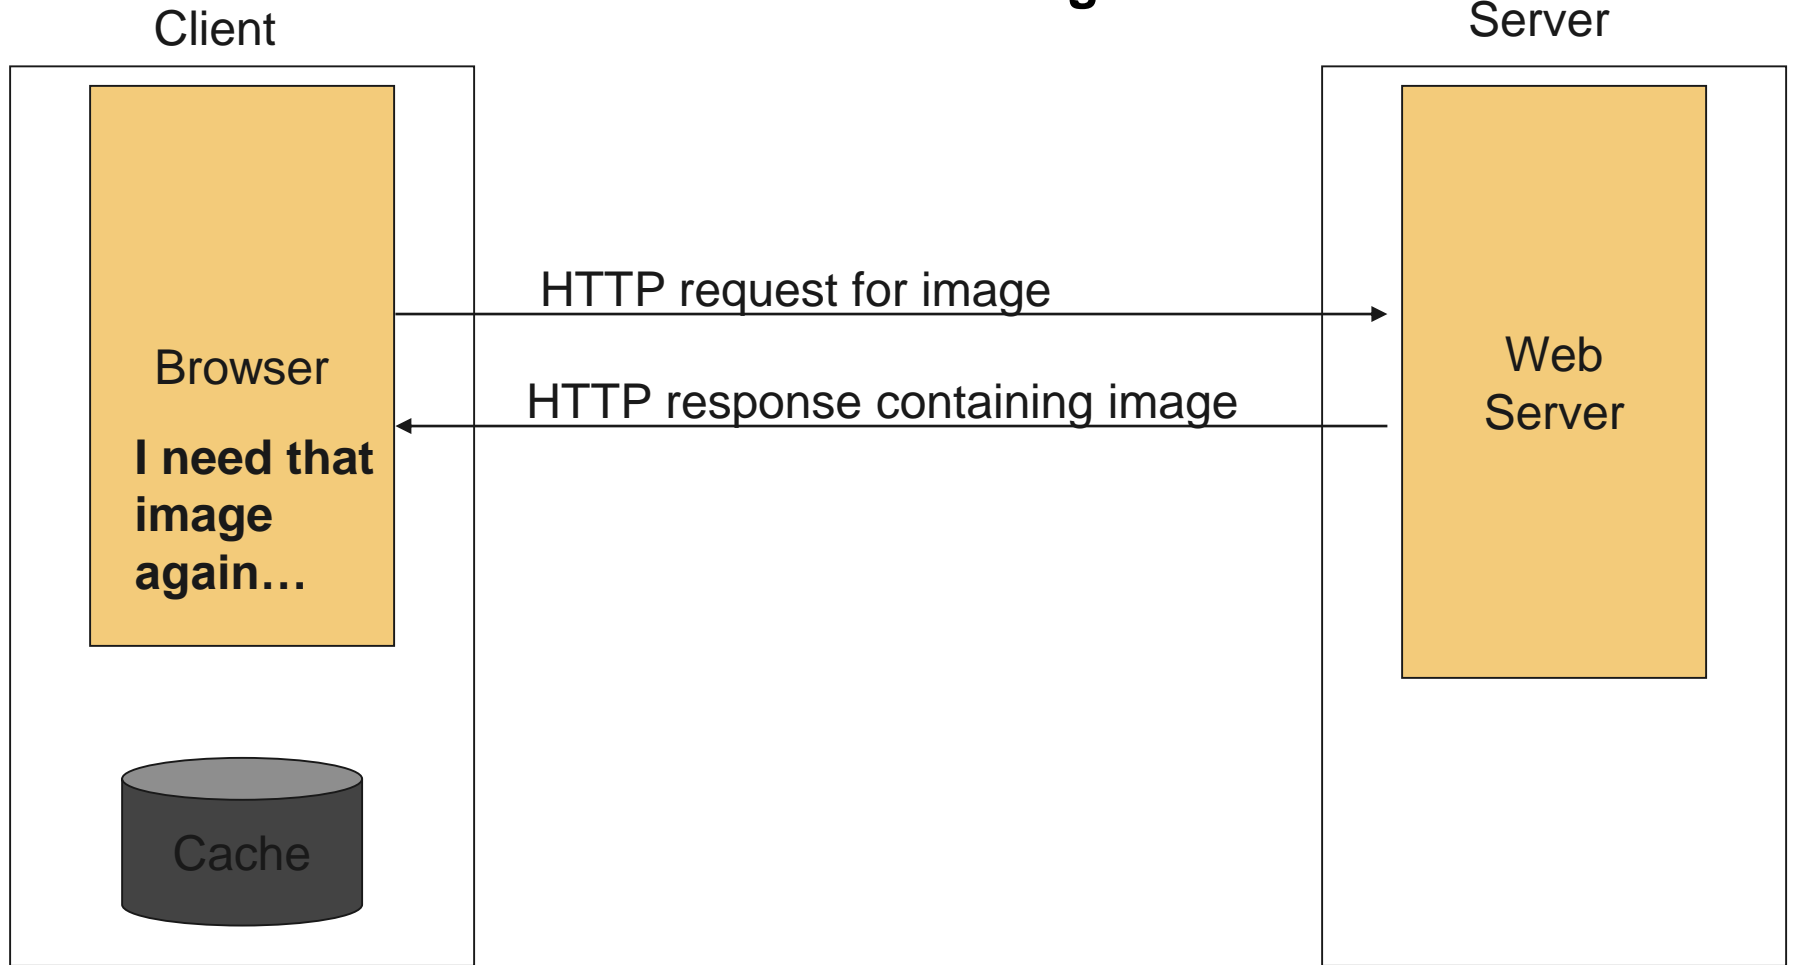 Client
Server
HTTP request for image
Browser
HTTP response containing image
Web
Server
I need that
image
again…
Cache